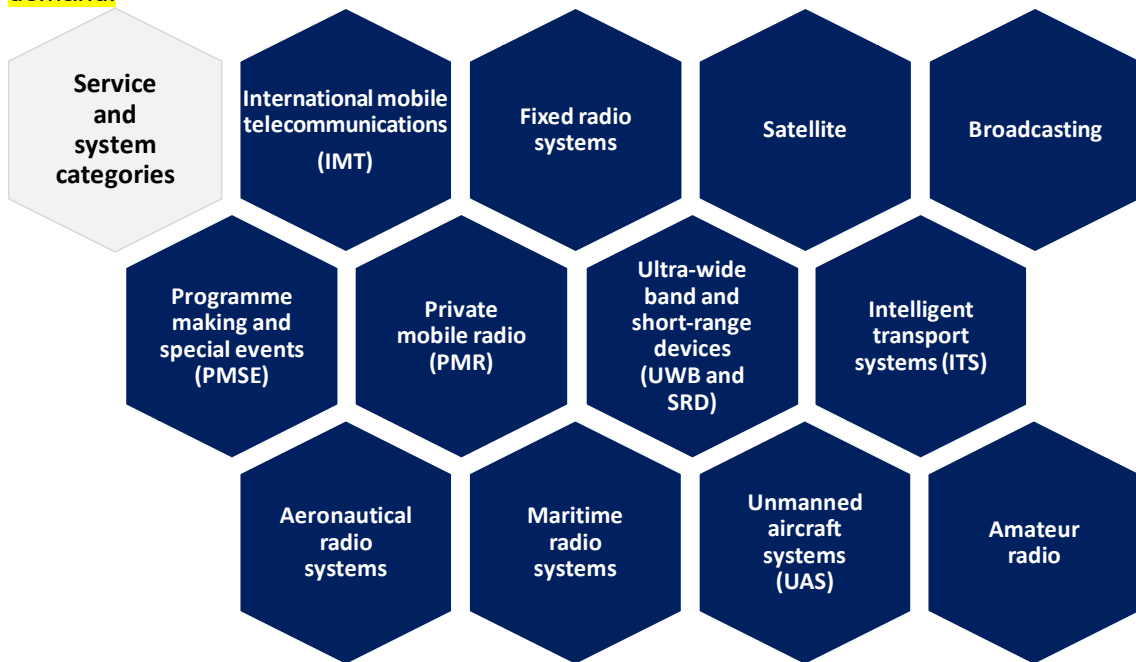 demand.
Service
and
system
categories
International mobile
telecommunications
(IMT)
Fixed radio
systems
Satellite
Broadcasting
Programme
making and
special events
(PMSE)
Private
mobile radio
(PMR)
Ultra-wide
band and
short-range
devices
(UWB and
SRD)
Intelligent
transport
systems (ITS)
Aeronautical
radio
systems
Maritime
radio
systems
Unmanned
aircraft
systems
(UAS)
Amateur
radio